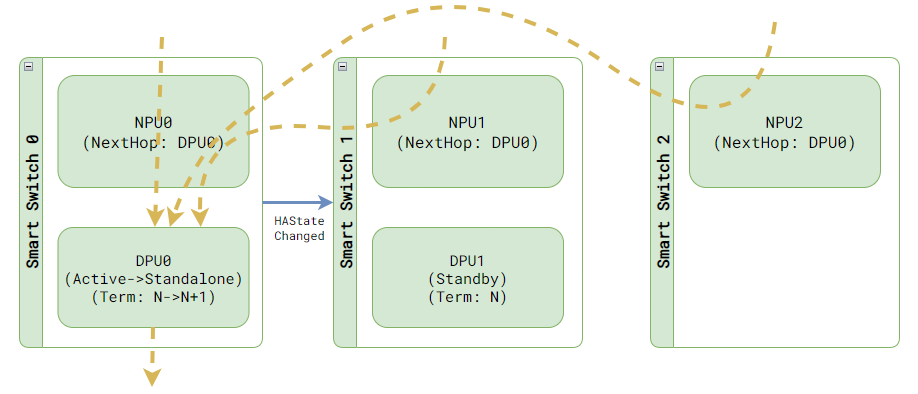 Smart Switch 0
NPU0
(NextHop: DPU0)
DPU0
(Active->Standalone)
(Term: N->N+1)
HAState
Changed
Smart Switch 1
NPU1
(NextHop: DPU0)
DPU1
(Standby)
(Term: N)
Smart Switch 2
NPU2
(NextHop: DPU0)